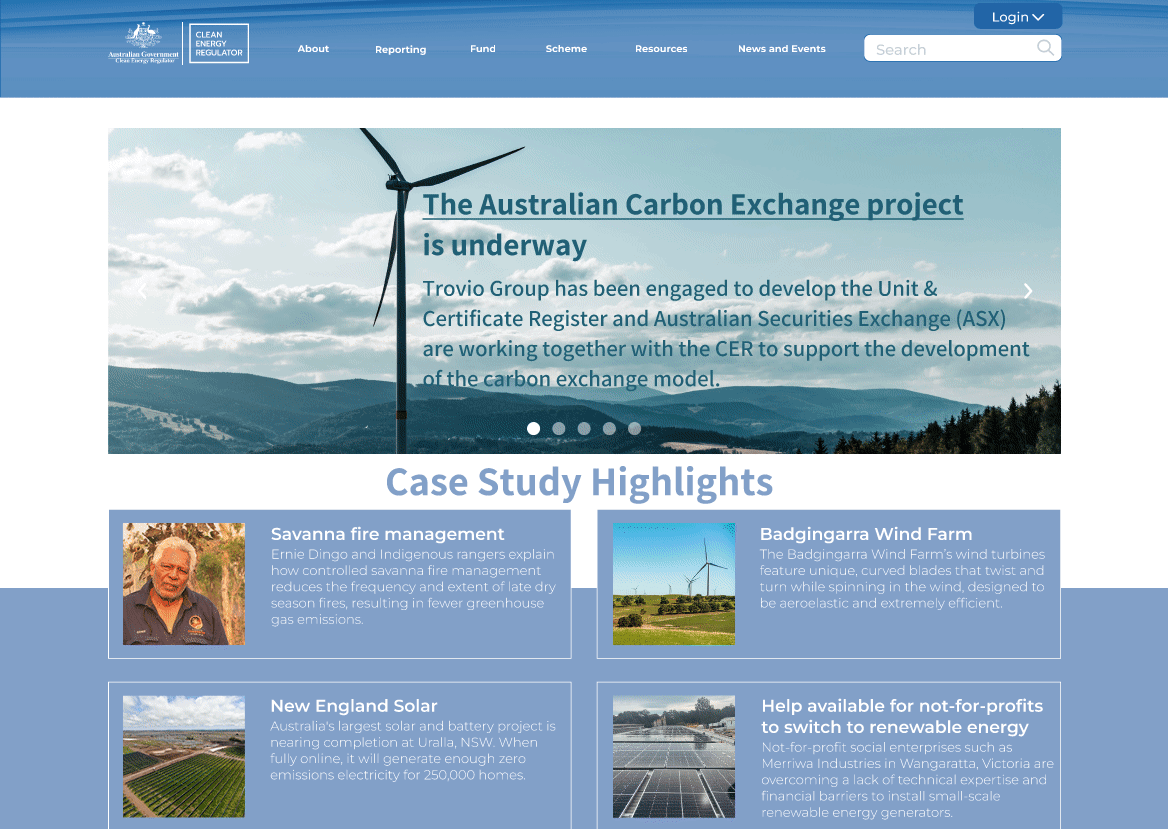 Login
Australian Government
Clean Energy Regulator
CLEAN
ENERGY
REGULATOR
About
Reporting
Fund
Scheme
Resources
News and Events
Search
The Australian Carbon Exchange project
is underway
Trovio Group has been engaged to develop the Unit &
Certificate Register and Australian Securities Exchange (ASX)
are working together with the CER to support the development
of the carbon exchange model.
Case Study Highlights
Savanna fire management
Ernie Dingo and Indigenous rangers explain
how controlled savanna fire management
reduces the frequency and extent of late dry
season fires, resulting in fewer greenhouse
gas emissions.
Badgingarra Wind Farm
The Badgingarra Wind Farm's wind turbines
feature unique, curved blades that twist and
turn while spinning in the wind, designed to
be aeroelastic and extremely efficient.
New England Solar
Australia's largest solar and battery project is
nearing completion at Uralla, NSW. When
fully online, it will generate enough zero
emissions electricity for 250,000 homes.
Help available for not-for-profits
to switch to renewable energy
Not-for-profit social enterprises such as
Merriwa Industries in Wangaratta, Victoria are
overcoming a lack of technical expertise and
financial barriers to install small-scale
renewable energy generators.